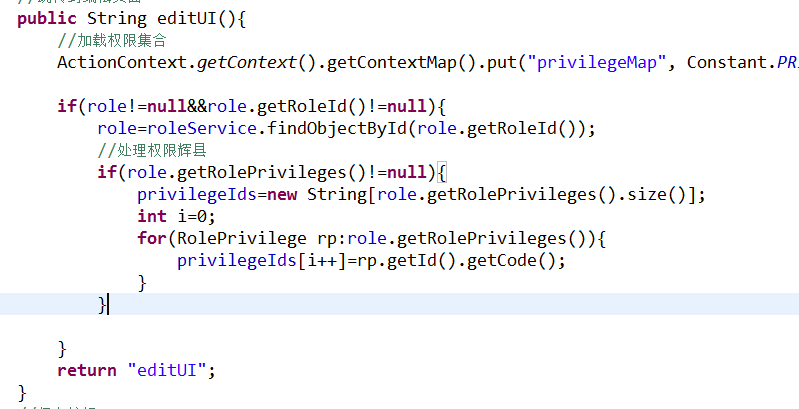 public String editUI(){
//加载权限集合
ActionContext.getContext().getContextMap().put("privilegeMap", Constant.PR
if(role!=null&&role.getRoleId()!=null){
role=roleService.findObjectById(role.getRoleId());
//处理权限辉县
if(role.getRolePrivileges()!=null){
privilegeIds=new String[role.getRolePrivileges().size()];
int i=0;
for(RolePrivilege rp:role.getRolePrivileges()){
privilegeIds[i++]=rp.getId().getCode();
}
}
}
return "editUI";
}